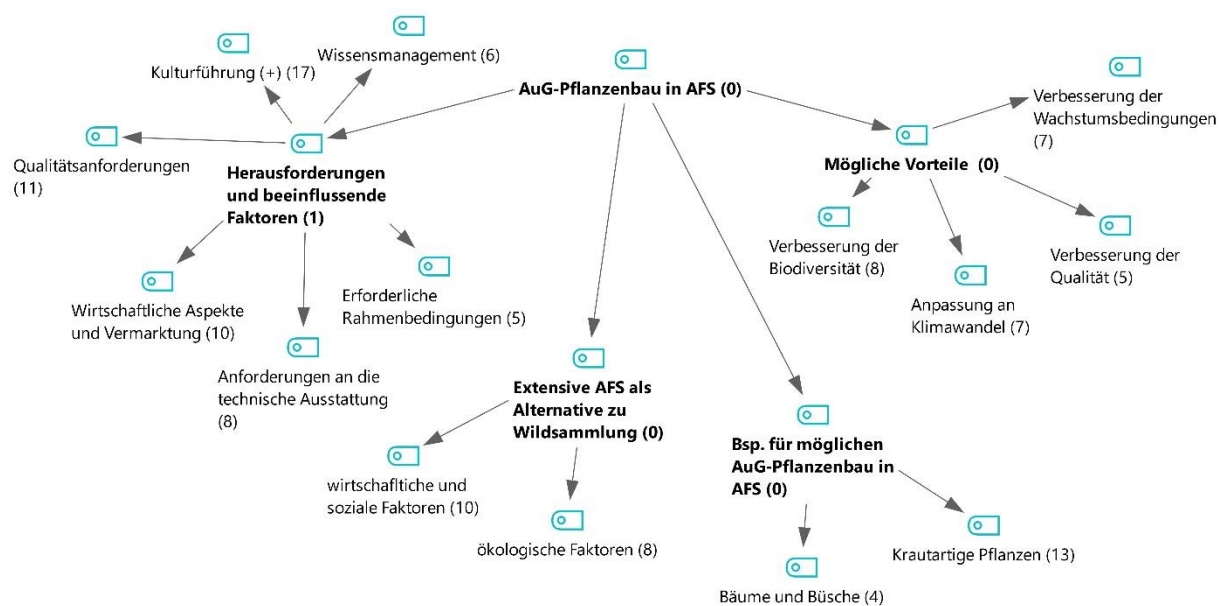 Wissensmanagement (6)
Kulturführung (+) (17)
AuG-Pflanzenbau in AFS (0)
Verbesserung der
Wachstumsbedingungen
(7)
Qualitätsanforderungen
(11)
Herausforderungen
und beeinflussende
Faktoren (1)
Mögliche Vorteile (0)
Verbesserung der
Biodiversität (8)
Verbesserung der
Qualität (5)
Anpassung an
Klimawandel (7)
Wirtschaftliche Aspekte
und Vermarktung (10)
Erforderliche
Rahmenbedingungen (5)
Anforderungen an die
technische Ausstattung
(8)
Extensive AFS als
Alternative zu
Wildsammlung (0)
Bsp. für möglichen
AuG-Pflanzenbau in
AFS (0)
wirtschafltiche und
soziale Faktoren (10)
ökologische Faktoren (8)
Krautartige Pflanzen (13)
Bäume und Büsche (4)